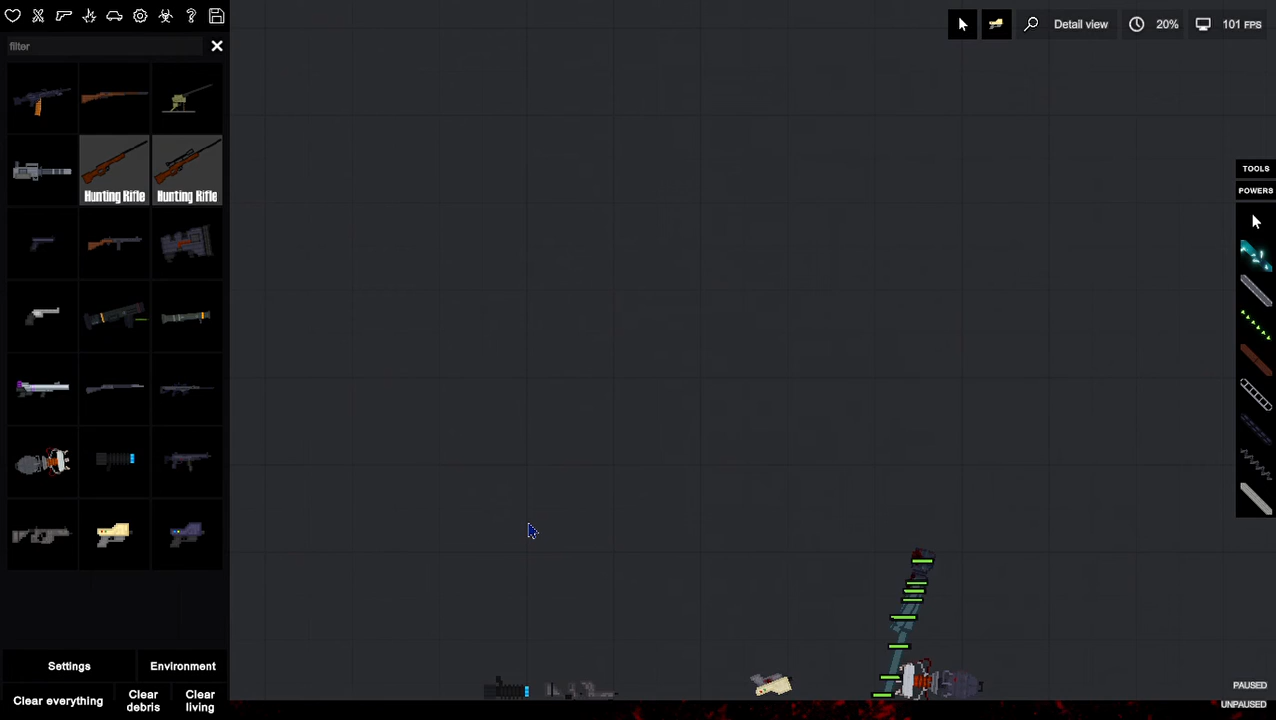 filter
Detail view
20%
101 FPS
Hunting Rifle
Hunting Rifle
TOOLS
POWERS
Settings
Environment
Clear everything
Clear debris
Clear living
PAUSED
UNPAUSED